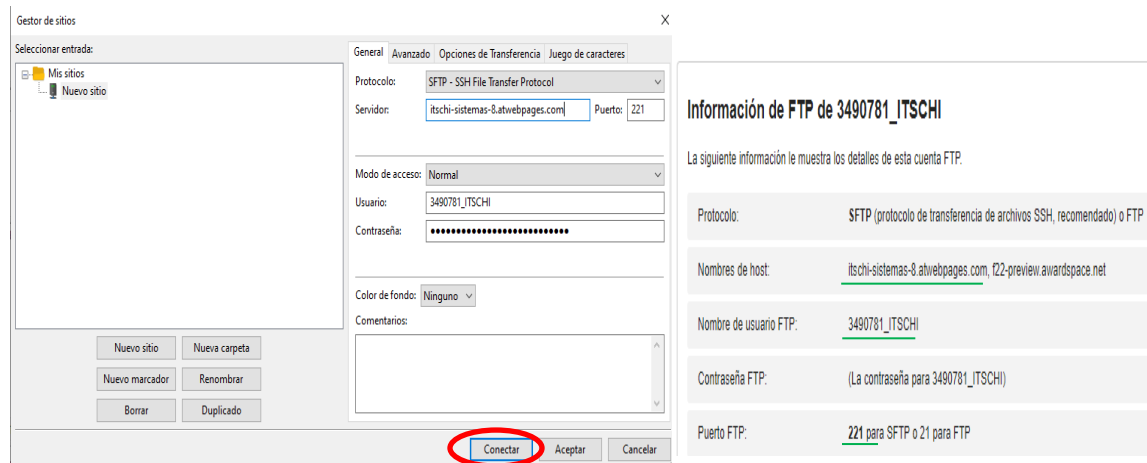 Gestor de sitios
X
Seleccionar entrada:
Mis sitios
Nuevo sitio
Nuevo sitio
Nueva carpeta
Nuevo marcador
Renombrar
Borrar
Duplicado
General Avanzado Opciones de Transferencia Juego de caracteres
Protocolo: SFTP - SSH File Transfer Protocol
Servidor: itschi-sistemas-8.atwebpages.com Puerto: 221
Modo de acceso: Normal
Usuario: 3490781_ITSCHI
Contraseña: ••••••••••••••••••••••••••••
Color de fondo: Ninguno
Comentarios:
Conectar Aceptar Cancelar
Información de FTP de 3490781_ITSCHI
La siguiente información le muestra los detalles de esta cuenta FTP.
Protocolo: SFTP (protocolo de transferencia de archivos SSH, recomendado) o FTP
Nombres de host: itschi-sistemas-8.atwebpages.com, f22-preview.awardspace.net
Nombre de usuario FTP: 3490781_ITSCHI
Contraseña FTP: (La contraseña para 3490781_ITSCHI)
Puerto FTP: 221 para SFTP o 21 para FTP